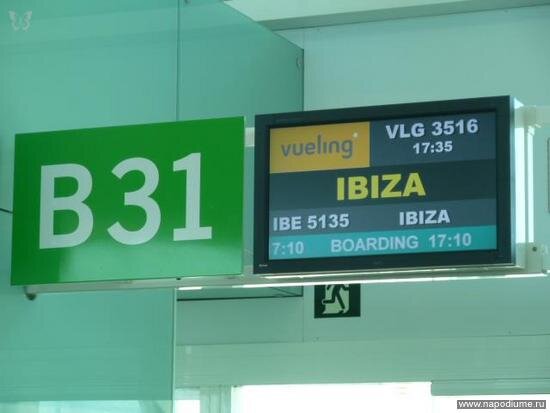 B31
vueling
VLG 3516
17:35
IBIZA
IBE 5135 IBIZA
7:10 BOARDING 17:10
www.napodiume.ru